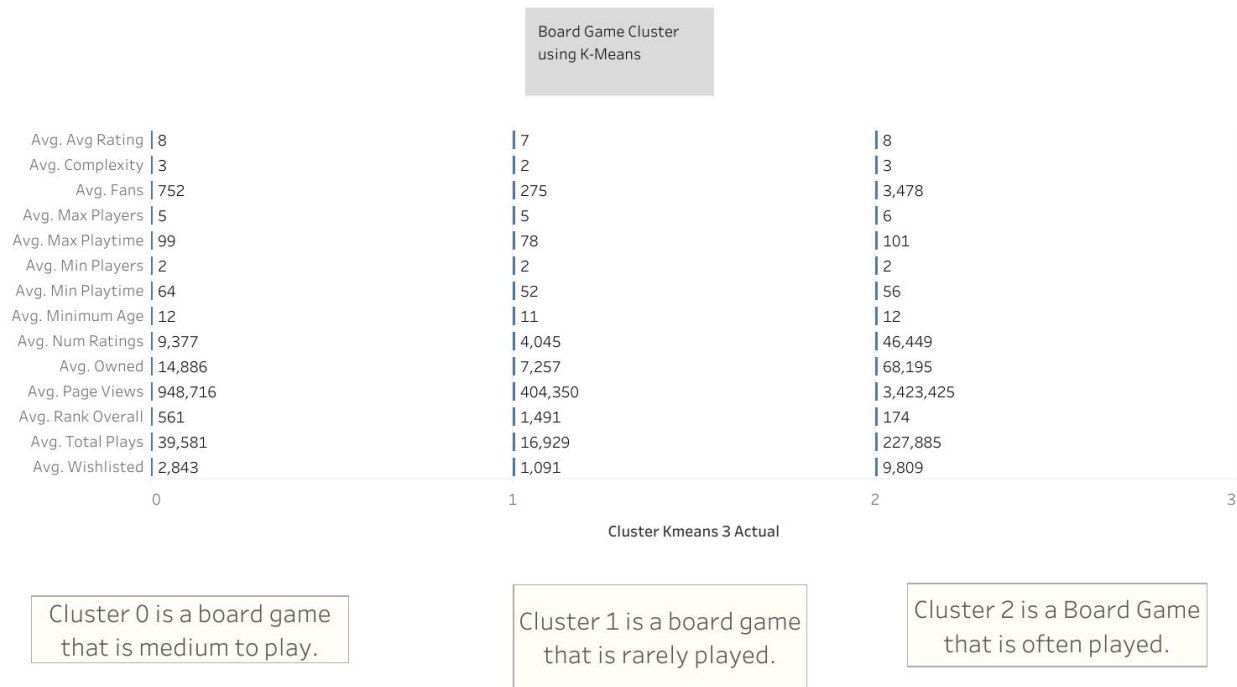 Board Game Cluster
using K-Means
Avg. Avg Rating 8 7 8
Avg. Complexity 3 2 3
Avg. Fans 752 275 3,478
Avg. Max Players 5 5 6
Avg. Max Playtime 99 78 101
Avg. Min Players 2 2 2
Avg. Min Playtime 64 52 56
Avg. Minimum Age 12 11 12
Avg. Num Ratings 9,377 4,045 46,449
Avg. Owned 14,886 7,257 68,195
Avg. Page Views 948,716 404,350 3,423,425
Avg. Rank Overall 561 1,491 174
Avg. Total Plays 39,581 16,929 227,885
Avg. Wishlisted 2,843 1,091 9,809
0 1 2 3
Cluster Kmeans 3 Actual
Cluster 0 is a board game
that is medium to play.
Cluster 1 is a board game
that is rarely played.
Cluster 2 is a Board Game
that is often played.